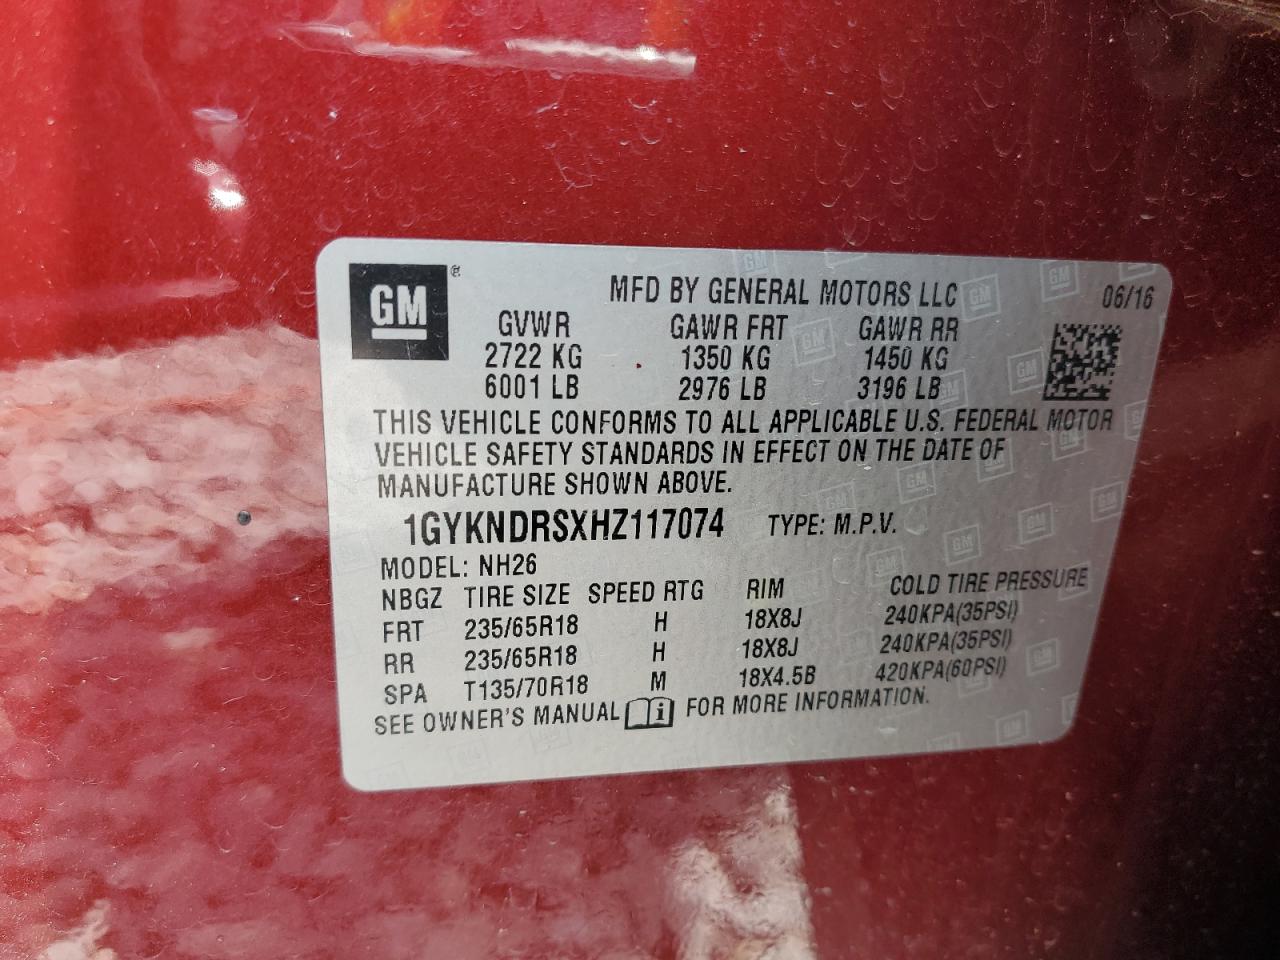 GM®
MFD BY GENERAL MOTORS LLC 06/16
GVWR GAWR FRT GAWR RR
2722 KG 1350 KG 1450 KG
6001 LB 2976 LB 3196 LB
THIS VEHICLE CONFORMS TO ALL APPLICABLE U.S. FEDERAL MOTOR
VEHICLE SAFETY STANDARDS IN EFFECT ON THE DATE OF
MANUFACTURE SHOWN ABOVE.
1GYKNDRSXHZ117074 TYPE: M.P.V.
MODEL: NH26
NBGZ TIRE SIZE SPEED RTG RIM COLD TIRE PRESSURE
FRT 235/65R18 H 18X8J 240KPA(35PSI)
RR 235/65R18 H 18X8J 240KPA(35PSI)
SPA T135/70R18 M 18X4.5B 420KPA(60PSI)
SEE OWNER'S MANUAL i FOR MORE INFORMATION.